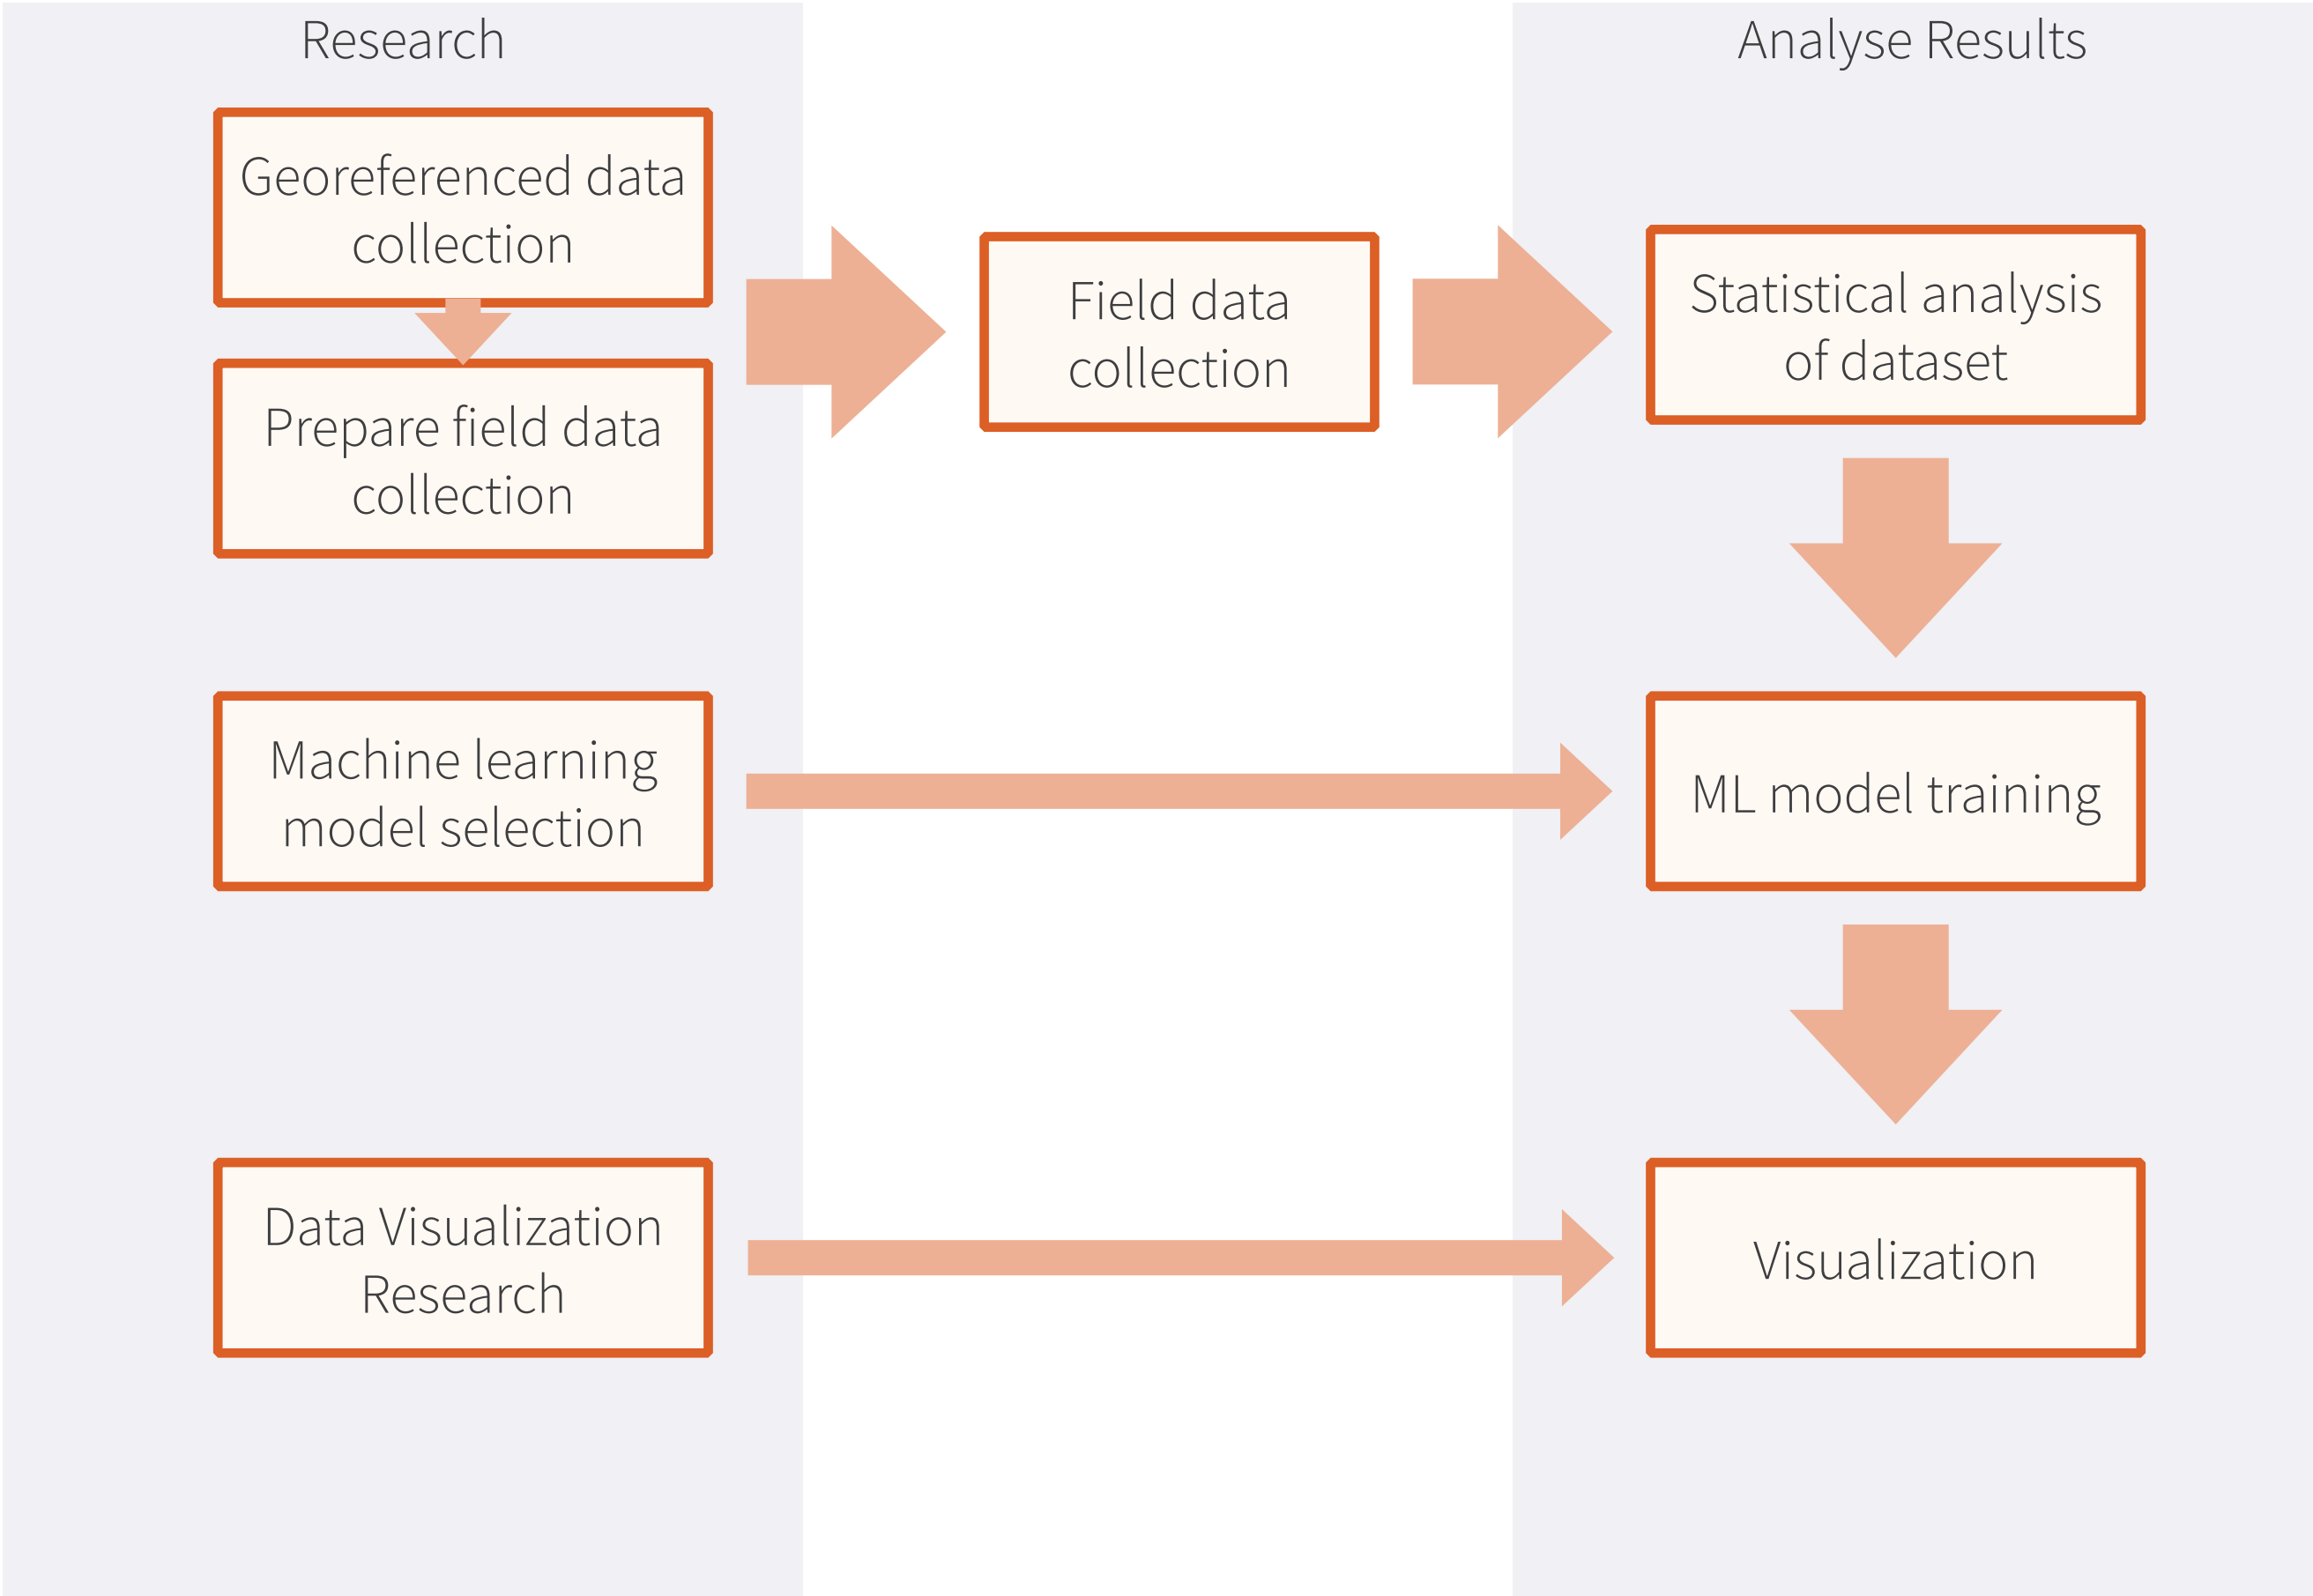 Research
Georeferenced data
collection
Prepare field data
collection
Machine learning
model selection
Data Visualization
Research
Field data
collection
Analyse Results
Statistical analysis
of dataset
ML model training
Visualization